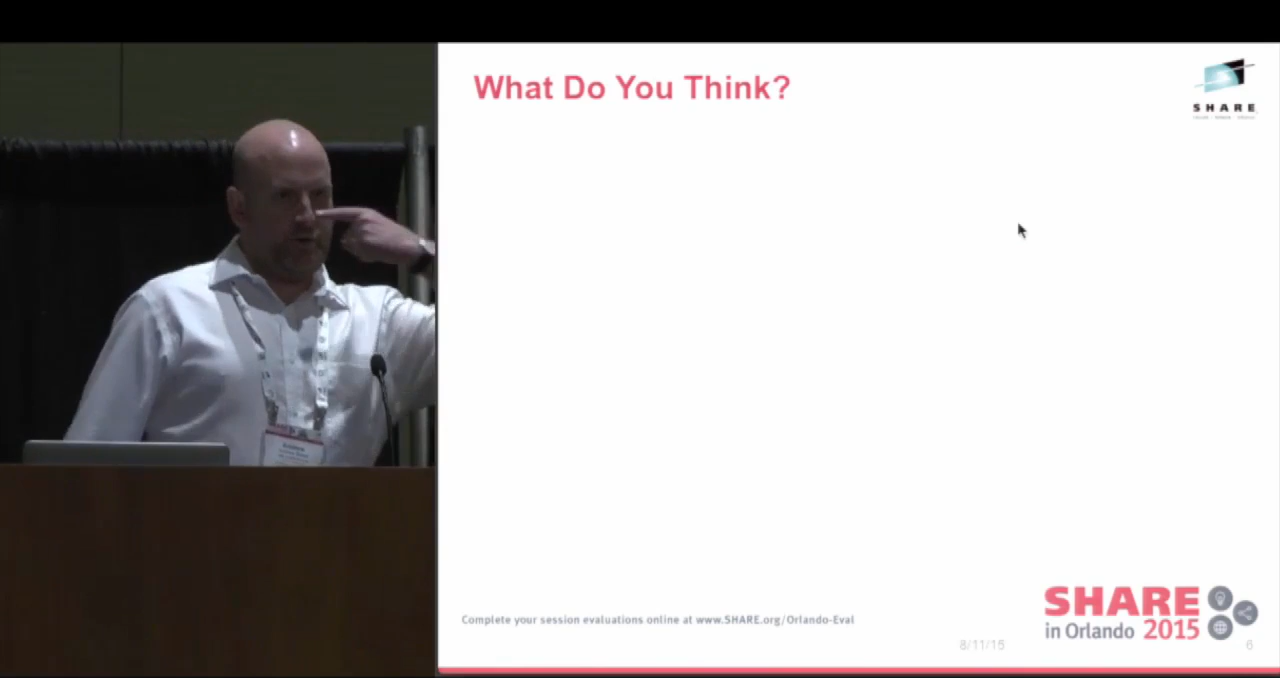 What Do You Think?
SHARE
Complete your session evaluations online at www.SHARE.org/Orlando-Eval
SHARE
in Orlando 2015
8/11/15
6